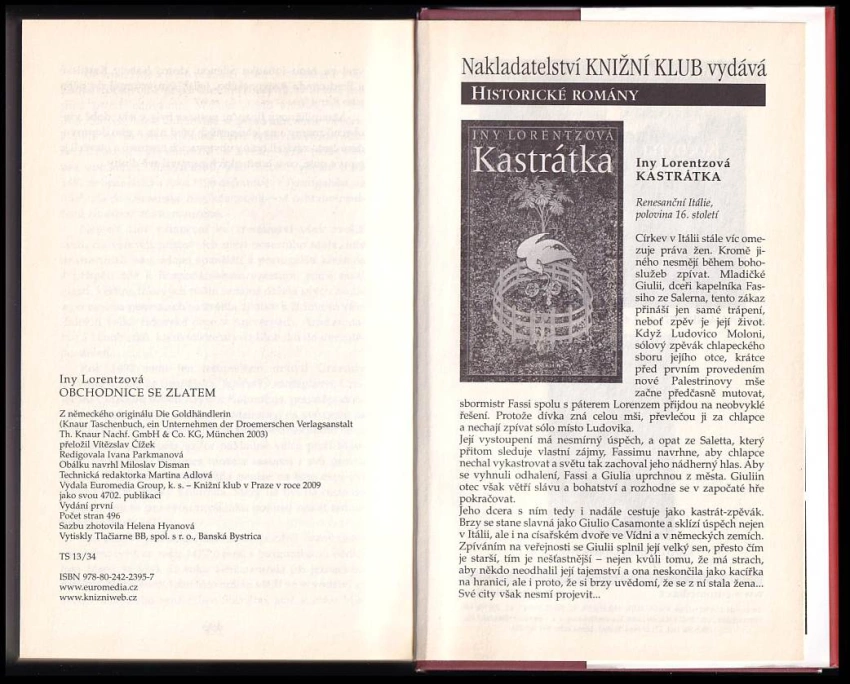 Iny Lorentzová
OBCHODNICE SE ZLATEM
Z německého originálu Die Goldhändlerin
(Knaur Taschenbuch, ein Unternehmen der Droemerschen Verlagsanstalt
Th. Knaur Nachf. GmbH & Co. KG, München 2003)
přeložil Vítězslav Čížek
Redigovala Ivana Parkmanová
Obálku navrhl Miloslav Disman
Technická redaktorka Martina Adlová
Vydala Euromedia Group, k. s. – Knižní klub v Praze v roce 2009
jako svou 4702. publikaci
Vydání první
Počet stran 496
Sazbu zhotovila Helena Hyanová
Vytiskly Tlačiarne BB, spol. s r. o., Banská Bystrica
TS 13/34
ISBN 978-80-242-2395-7
www.euromedia.cz
www.knizniweb.cz
Nakladatelství KNIŽNÍ KLUB vydává
HISTORICKÉ ROMÁNY
INY LORENTZOVÁ
Kastrátka
Iny Lorentzová
KASTRÁTKA
Renesanční Itálie,
polovina 16. století
Církev v Itálii stále víc ome-
zuje práva žen. Kromě ji-
ného nesmějí během boho-
služeb zpívat. Mladičké
Giulii, dceři kapelníka Fas-
siho ze Salerna, tento zákaz
přináší jen samé trápení,
neboť zpěv je její život.
Když Ludovico Moloni,
sólový zpěvák chlapeckého
sboru jejího otce, krátce
před prvním provedením
nové Palestrinovy mše
začne předčasně mutovat,
sbormistr Fassi spolu s páterem Lorenzem přijdou na neobvyklé
řešení. Protože dívka zná celou mši, převlečou ji za chlapce
a nechají zpívat sólo místo Ludovika.
Její vystoupení má nesmírný úspěch, a opat ze Saletta, který
přitom sleduje vlastní zájmy, Fassimu navrhne, aby chlapce
nechal vykastrovat a světu tak zachoval jeho nádherný hlas. Aby
se vyhnuli odhalení, Fassi a Giulia uprchnou z města. Giuliin
otec však větří slávu a bohatství a rozhodne se v započaté hře
pokračovat.
Jeho dcera s ním tedy i nadále cestuje jako kastrát-zpěvák.
Brzy se stane slavná jako Giulio Casamonte a sklízí úspěch nejen
v Itálii, ale i na císařském dvoře ve Vídni a v německých zemích.
Zpíváním na veřejnosti se Giulii splnil její velký sen, přesto čím
je starší, tím je nešťastnější – nejen kvůli tomu, že má strach,
aby někdo neodhalil její tajemství a ona neskončila jako kacířka
na hranici, ale i proto, že si brzy uvědomí, že se z ní stala žena...
Své city však nesmí projevit...